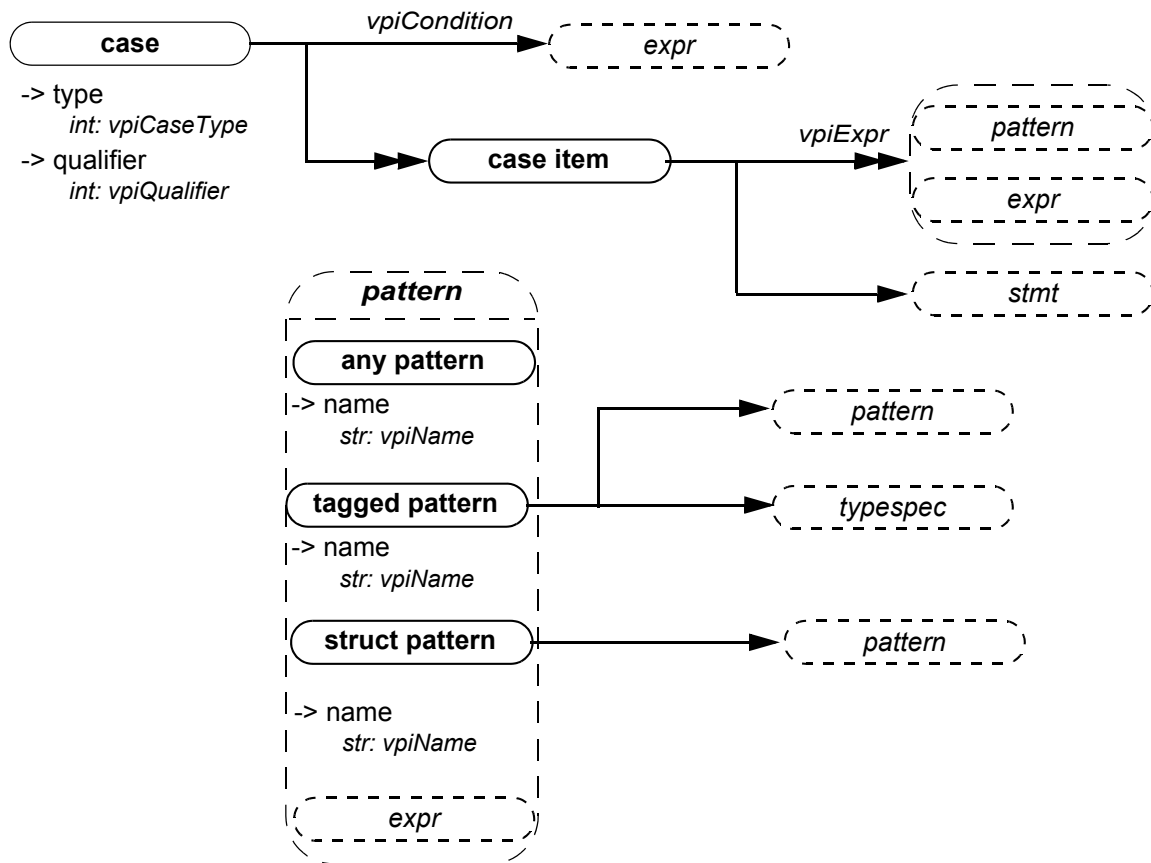 case
vpiCondition
expr
-> type
int: vpiCaseType
-> qualifier
int: vpiQualifier
case item
vpiExpr
pattern
expr
stmt
pattern
any pattern
-> name
str: vpiName
pattern
tagged pattern
typespec
-> name
str: vpiName
struct pattern
pattern
-> name
str: vpiName
expr